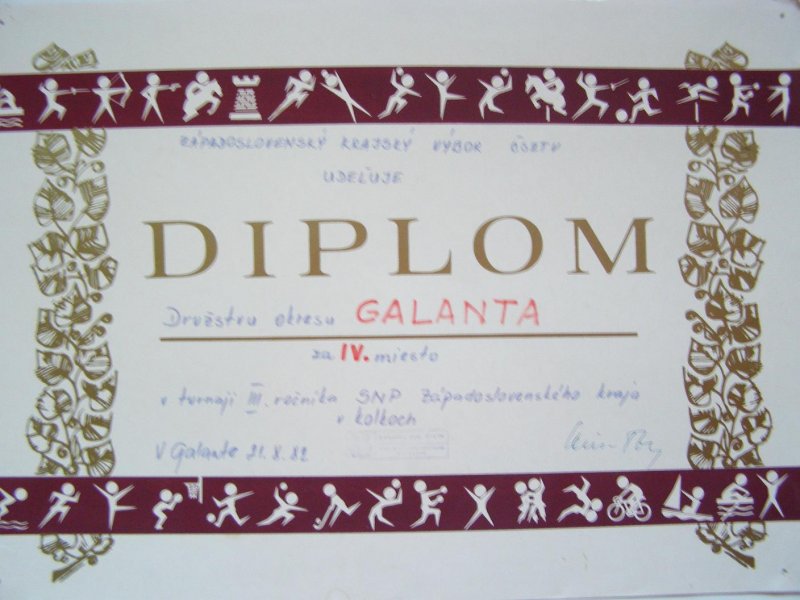 ZÁPADOSLOVENSKÝ KRAJSKÝ VÝBOR ČSZTV
UDEĽUJE
DIPLOM
Družstvu okresu GALANTA
za IV. miesto
v turnaji III. ročníka SNP Západoslovenského kraja
v kolkoch
V Galante 21.8.82